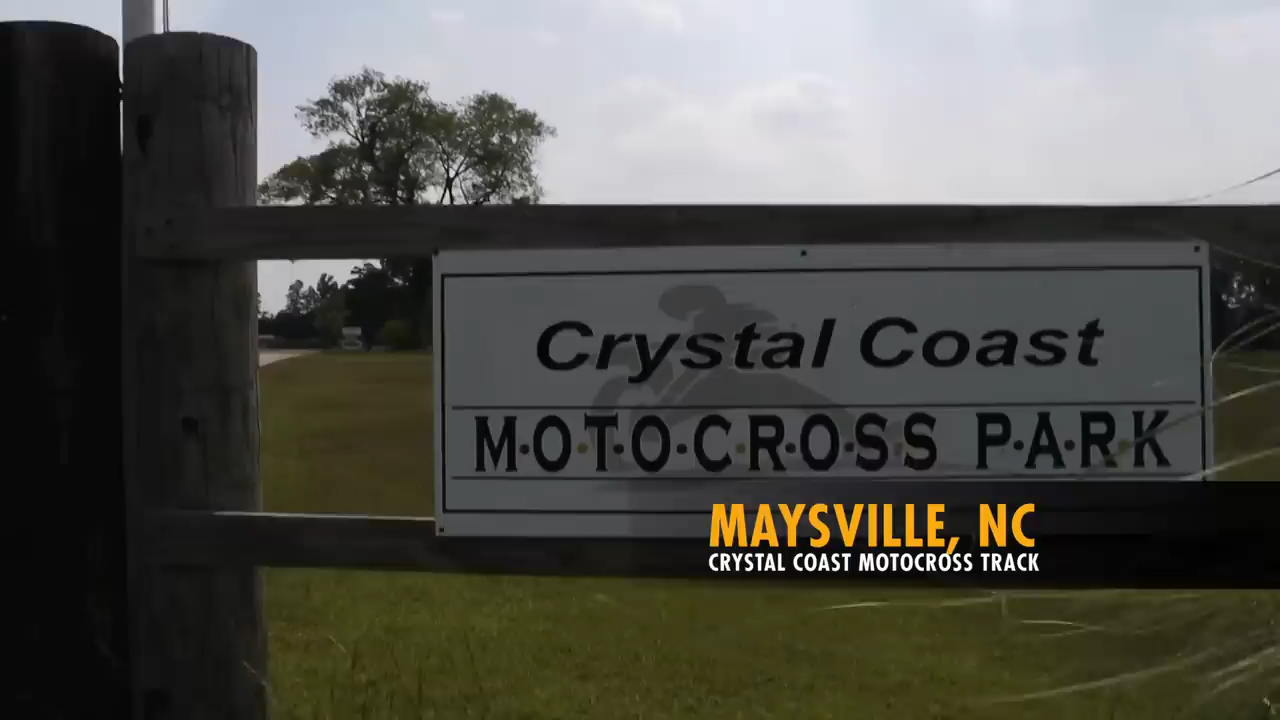 Crystal Coast
M·O·T·O·C·R·O·S·S P·A·R·K
MAYSVILLE, NC
CRYSTAL COAST MOTOCROSS TRACK